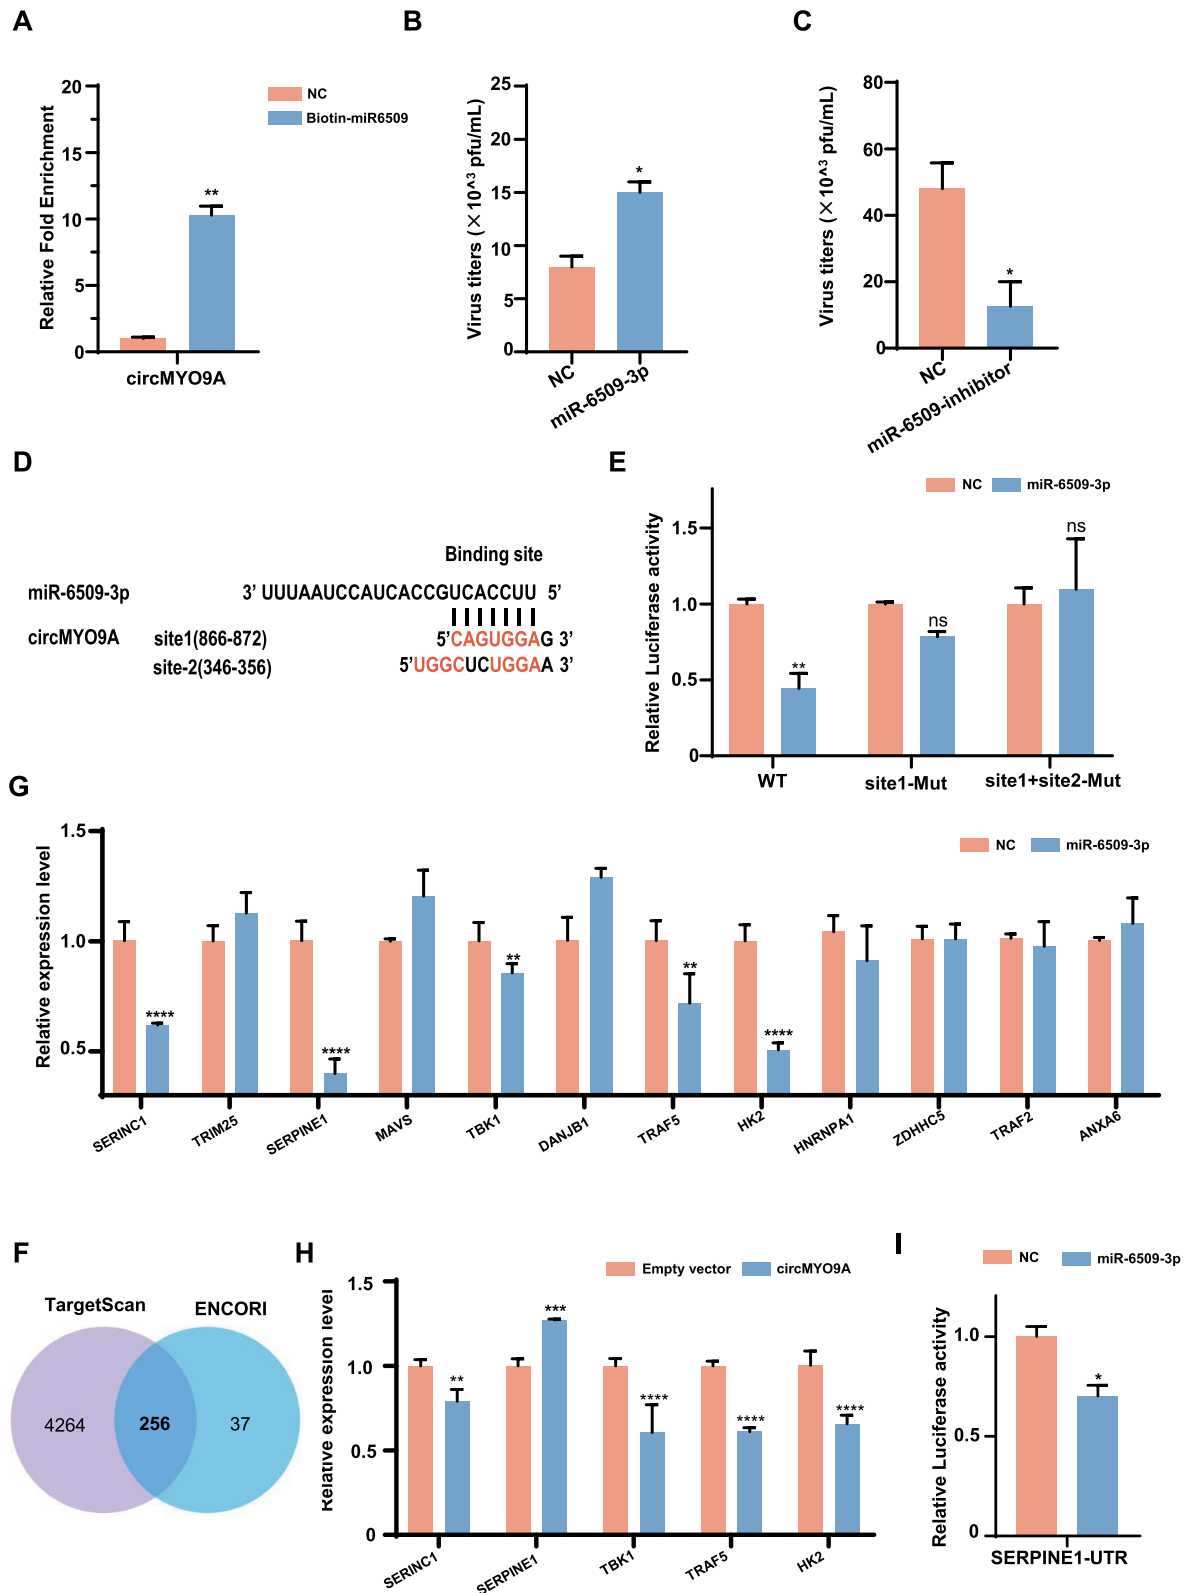 A
B
C
20
15
10
5
0
Relative Fold Enrichment
**
circMYO9A
NC
Biotin-miR6509
25
20
15
10
5
0
Virus titers (×10^3 pfu/mL)
*
NC
miR-6509-3p
80
60
40
20
0
Virus titers (×10^3 pfu/mL)
*
NC
miR-6509-inhibitor
D
Binding site
miR-6509-3p 3’ UUUAAUCCAUCACCGUCACCUU 5’
circMYO9A site1(866-872) 5’CAGUGGAG 3’
site-2(346-356) 5’UGGCUCUGGAA 3’
E
NC miR-6509-3p
Relative Luciferase activity
1.5
1.0
0.5
0
**
ns
ns
WT site1-Mut site1+site2-Mut
G
NC miR-6509-3p
Relative expression level
1.5
1.0
0.5
****
****
**
**
****
SERINC1 TRIM25 SERPINE1 MAVS TBK1 DANJB1 TRAF5 HK2 HNRNPA1 ZDHHC5 TRAF2 ANXA6
F
TargetScan ENCORI
4264 256 37
H
Empty vector circMYO9A
Relative expression level
1.5
1.0
0.5
0
** *** **** **** ****
SERINC1 SERPINE1 TBK1 TRAF5 HK2
I
NC miR-6509-3p
Relative Luciferase activity
1.0
0.5
0
*
SERPINE1-UTR